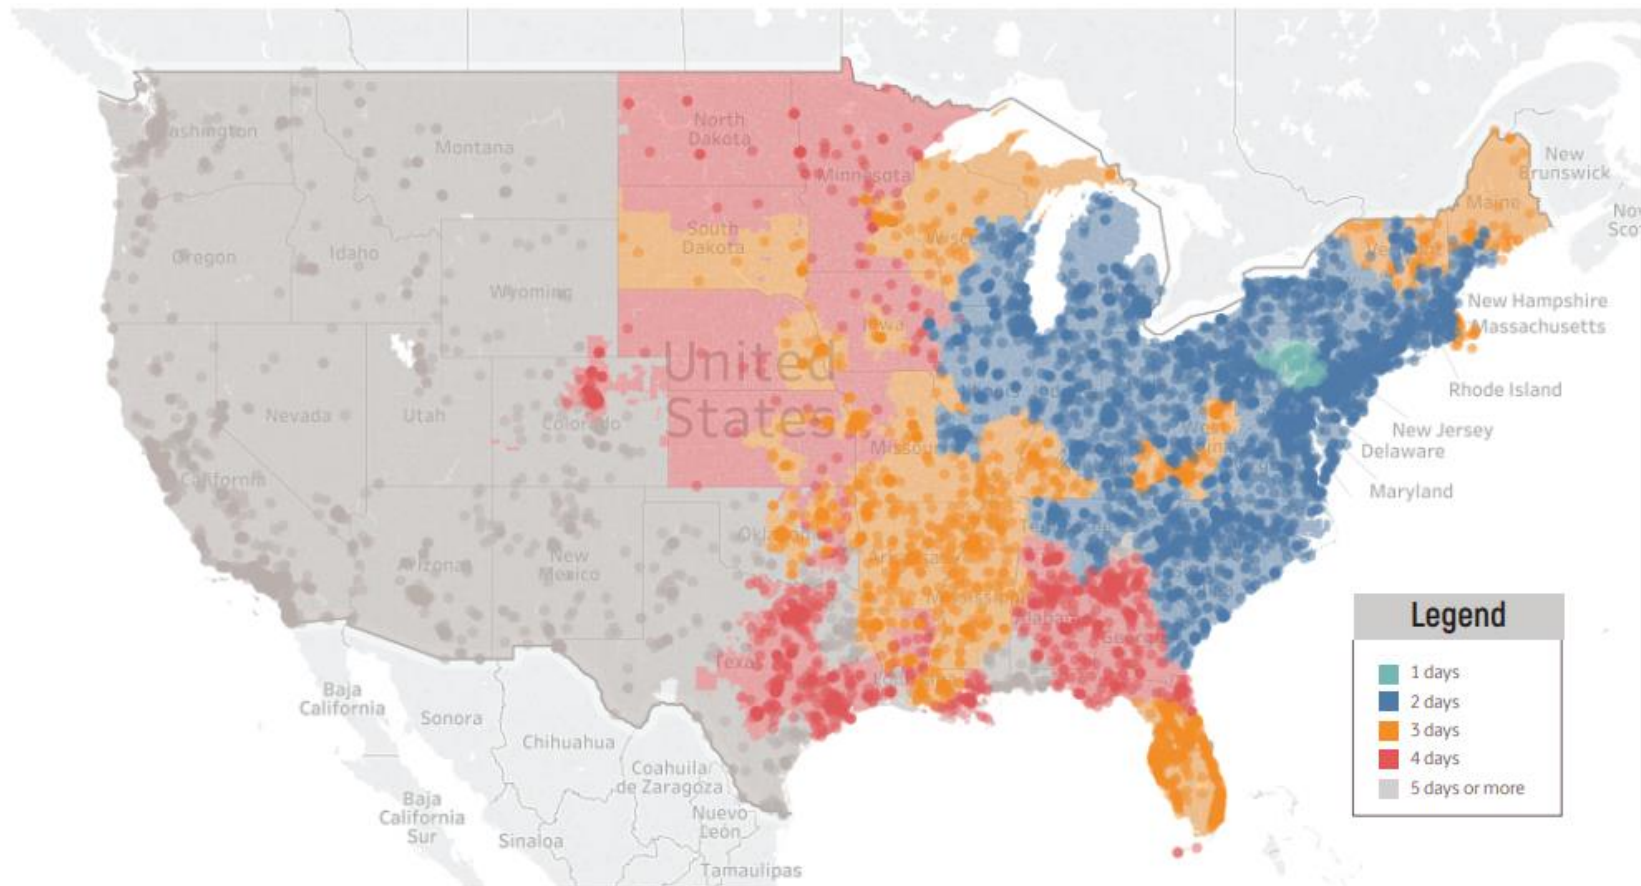 North
Dakota
Washington
Montana
Minnesota
New
Brunswick
Maine
South
Dakota
Oregon
Idaho
Wyoming
Iowa
New Hampshire
Massachusetts
United
States
Rhode Island
Nevada
Utah
Colorado
Missouri
New Jersey
Delaware
California
Maryland
Arizona
New
Mexico
Texas
Legend
1 days
2 days
3 days
4 days
5 days or more
Baja
California
Sonora
Chihuahua
Coahuila
de Zaragoza
Baja
California
Sur
Sinaloa
Nuevo
León
Tamaulipas